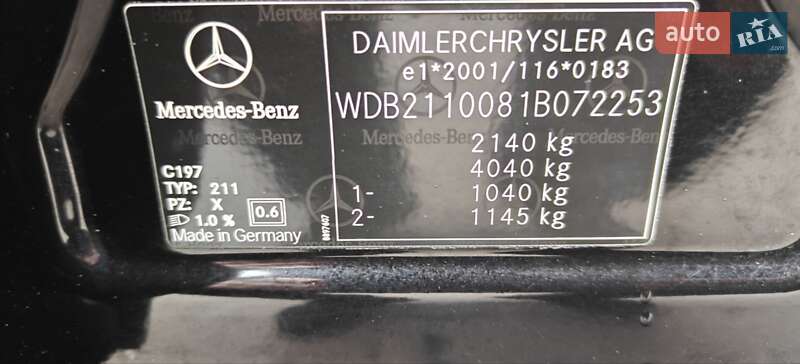 Mercedes-Benz
C197
TYP: 211
PZ: X
1.0 %
0.6
Made in Germany
DAIMLERCHRYSLER AG
e1*2001/116*0183
WDB2110081B072253
2140 kg
4040 kg
1- 1040 kg
2- 1145 kg
auto RIA.com